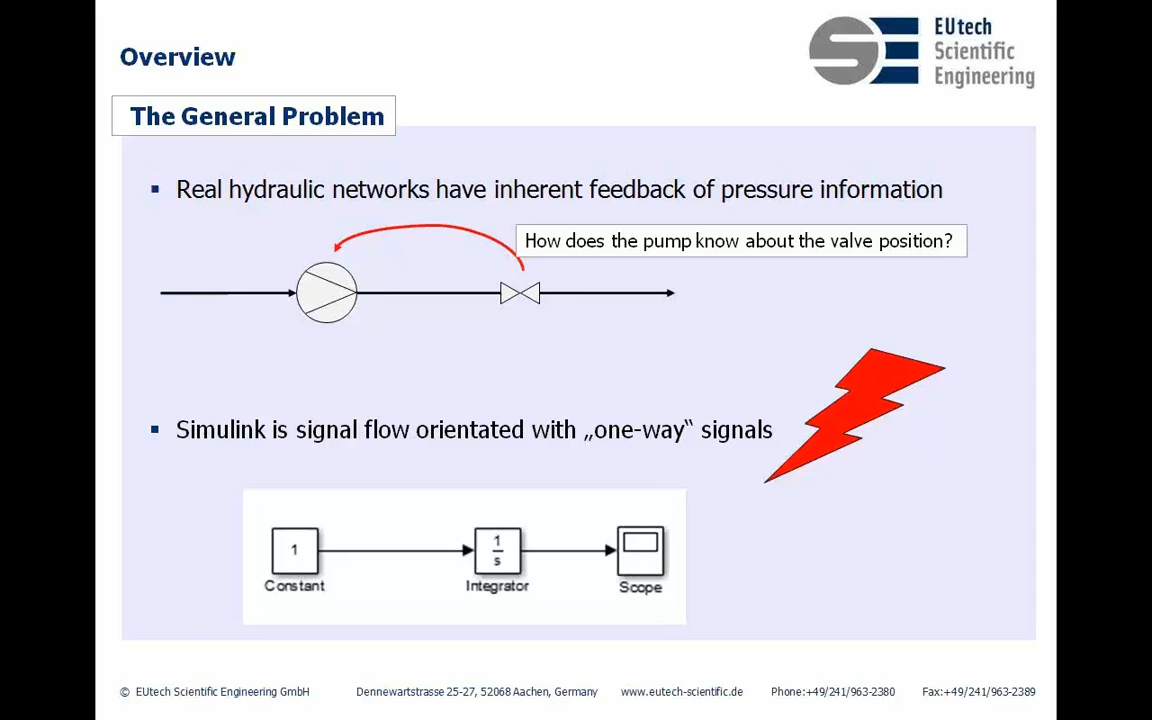 Overview
EUtech
Scientific
Engineering
The General Problem
▪ Real hydraulic networks have inherent feedback of pressure information
How does the pump know about the valve position?
▪ Simulink is signal flow orientated with „one-way‟ signals
1
Constant
1
s
Integrator
Scope
© EUtech Scientific Engineering GmbH Dennewartstrasse 25-27, 52068 Aachen, Germany www.eutech-scientific.de Phone:+49/241/963-2380 Fax:+49/241/963-2389